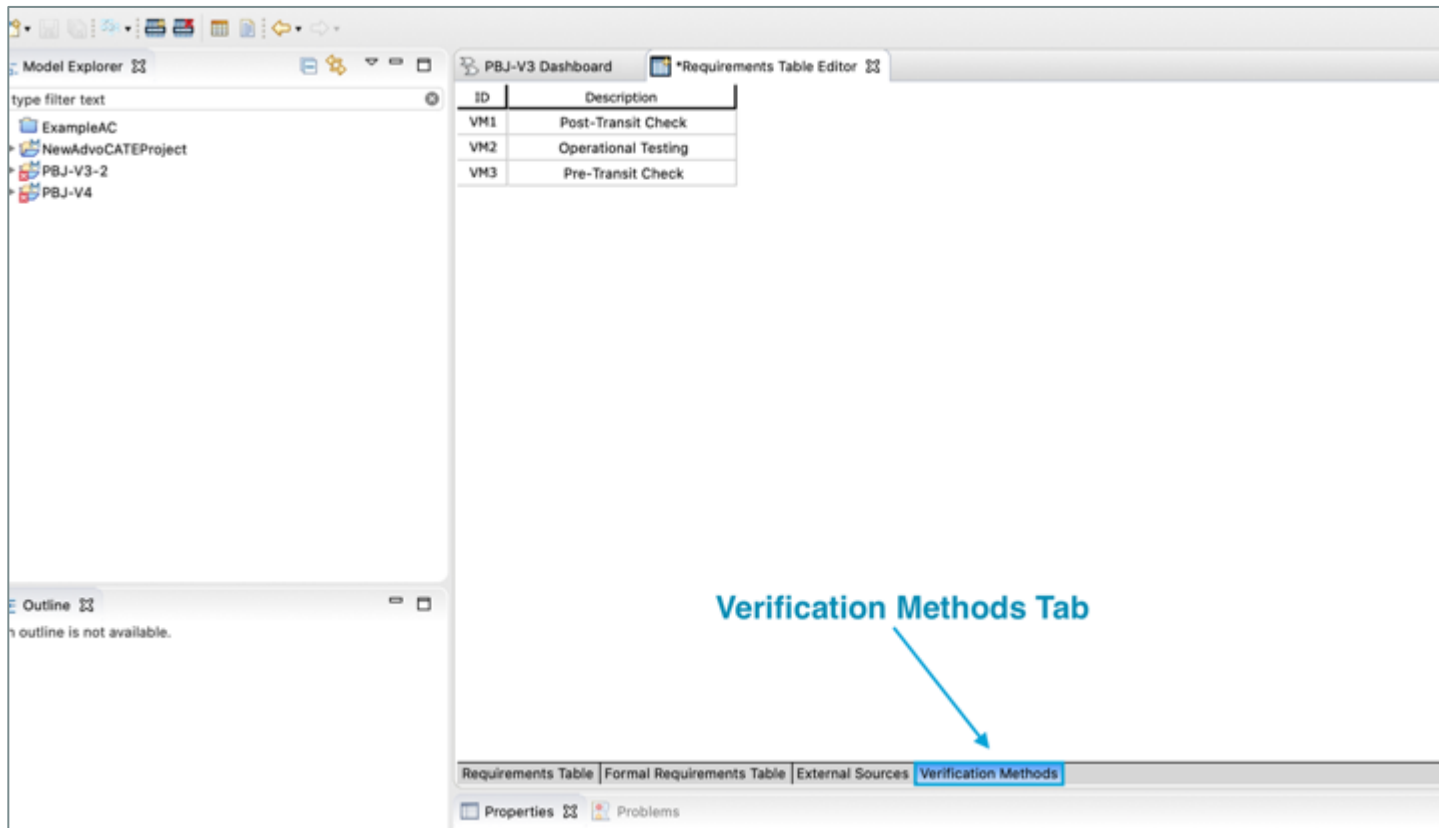 Model Explorer
type filter text
ExampleAC
NewAdvoCATEProject
PBJ-V3-2
PBJ-V4
PBJ-V3 Dashboard
*Requirements Table Editor
ID Description
VM1 Post-Transit Check
VM2 Operational Testing
VM3 Pre-Transit Check
Outline
outline is not available.
Verification Methods Tab
Requirements Table Formal Requirements Table External Sources Verification Methods
Properties Problems